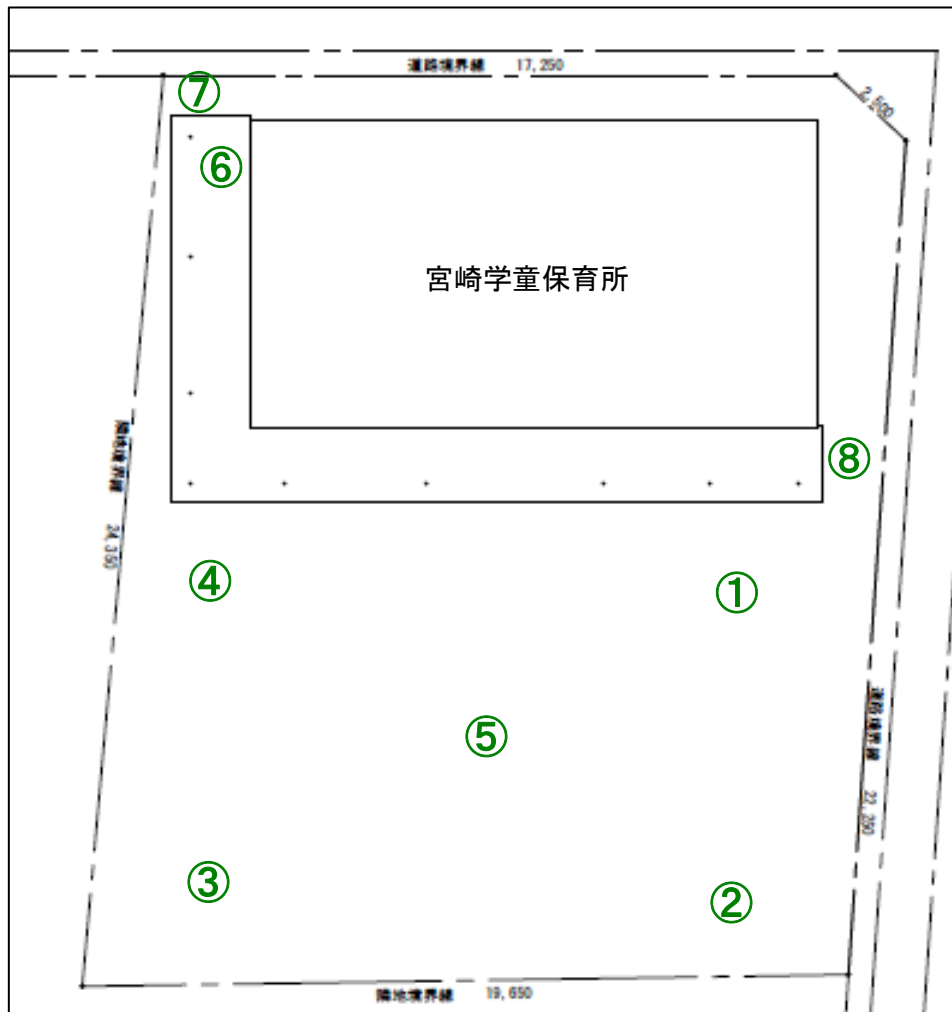 道路境界線 17,250
⑦
2,500
⑥
宮崎学童保育所
隣地境界線 24,350
⑧
④
①
⑤
道路境界線 22,250
③
②
隣地境界線 19,650